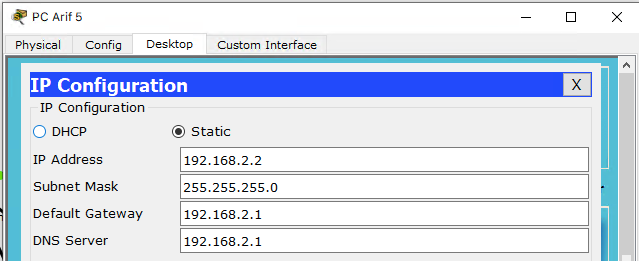 PC Arif 5
Physical Config Desktop Custom Interface
IP Configuration X
IP Configuration
DHCP Static
IP Address 192.168.2.2
Subnet Mask 255.255.255.0
Default Gateway 192.168.2.1
DNS Server 192.168.2.1